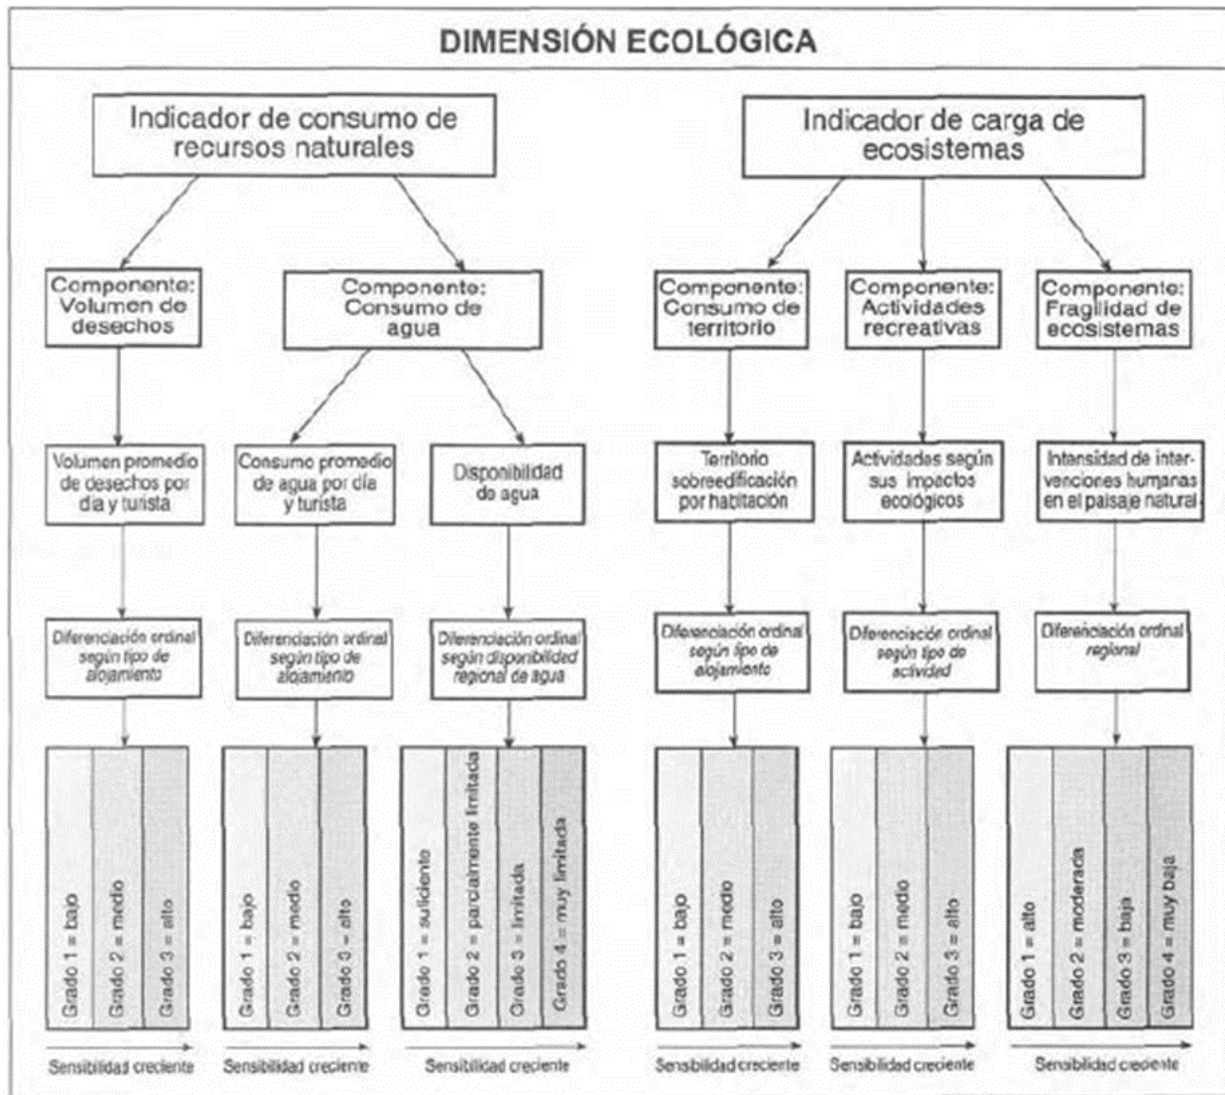 DIMENSIÓN ECOLÓGICA
Indicador de consumo de
recursos naturales
Indicador de carga de
ecosistemas
Componente:
Volumen de
desechos
Componente:
Consumo de
agua
Componente:
Consumo de
territorio
Componente:
Actividades
recreativas
Componente:
Fragilidad de
ecosistemas
Volumen promedio
de desechos por
día y turista
Consumo promedio
de agua por día
y turista
Disponibilidad
de agua
Territorio
sobreedificación
por habitación
Actividades según
sus impactos
ecológicos
Intensidad de inter-
venciones humanas
en el paisaje natural
Diferenciación ordinal
según tipo de
alojamiento
Diferenciación ordinal
según tipo de
alojamiento
Diferenciación ordinal
según disponibilidad
regional de agua
Diferenciación ordinal
según tipo de
alojamiento
Diferenciación ordinal
según tipo de
actividad
Diferenciación ordinal
regional
Grado 1 = bajo
Grado 2 = medio
Grado 3 = alto
Grado 1 = bajo
Grado 2 = medio
Grado 3 = alto
Grado 1 = suficiente
Grado 2 = parcialmente limitada
Grado 3 = limitada
Grado 4 = muy limitada
Grado 1 = bajo
Grado 2 = medio
Grado 3 = alto
Grado 1 = bajo
Grado 2 = medio
Grado 3 = alto
Grado 1 = alto
Grado 2 = moderada
Grado 3 = baja
Grado 4 = muy baja
Sensibilidad creciente
Sensibilidad creciente
Sensibilidad creciente
Sensibilidad creciente
Sensibilidad creciente
Sensibilidad creciente